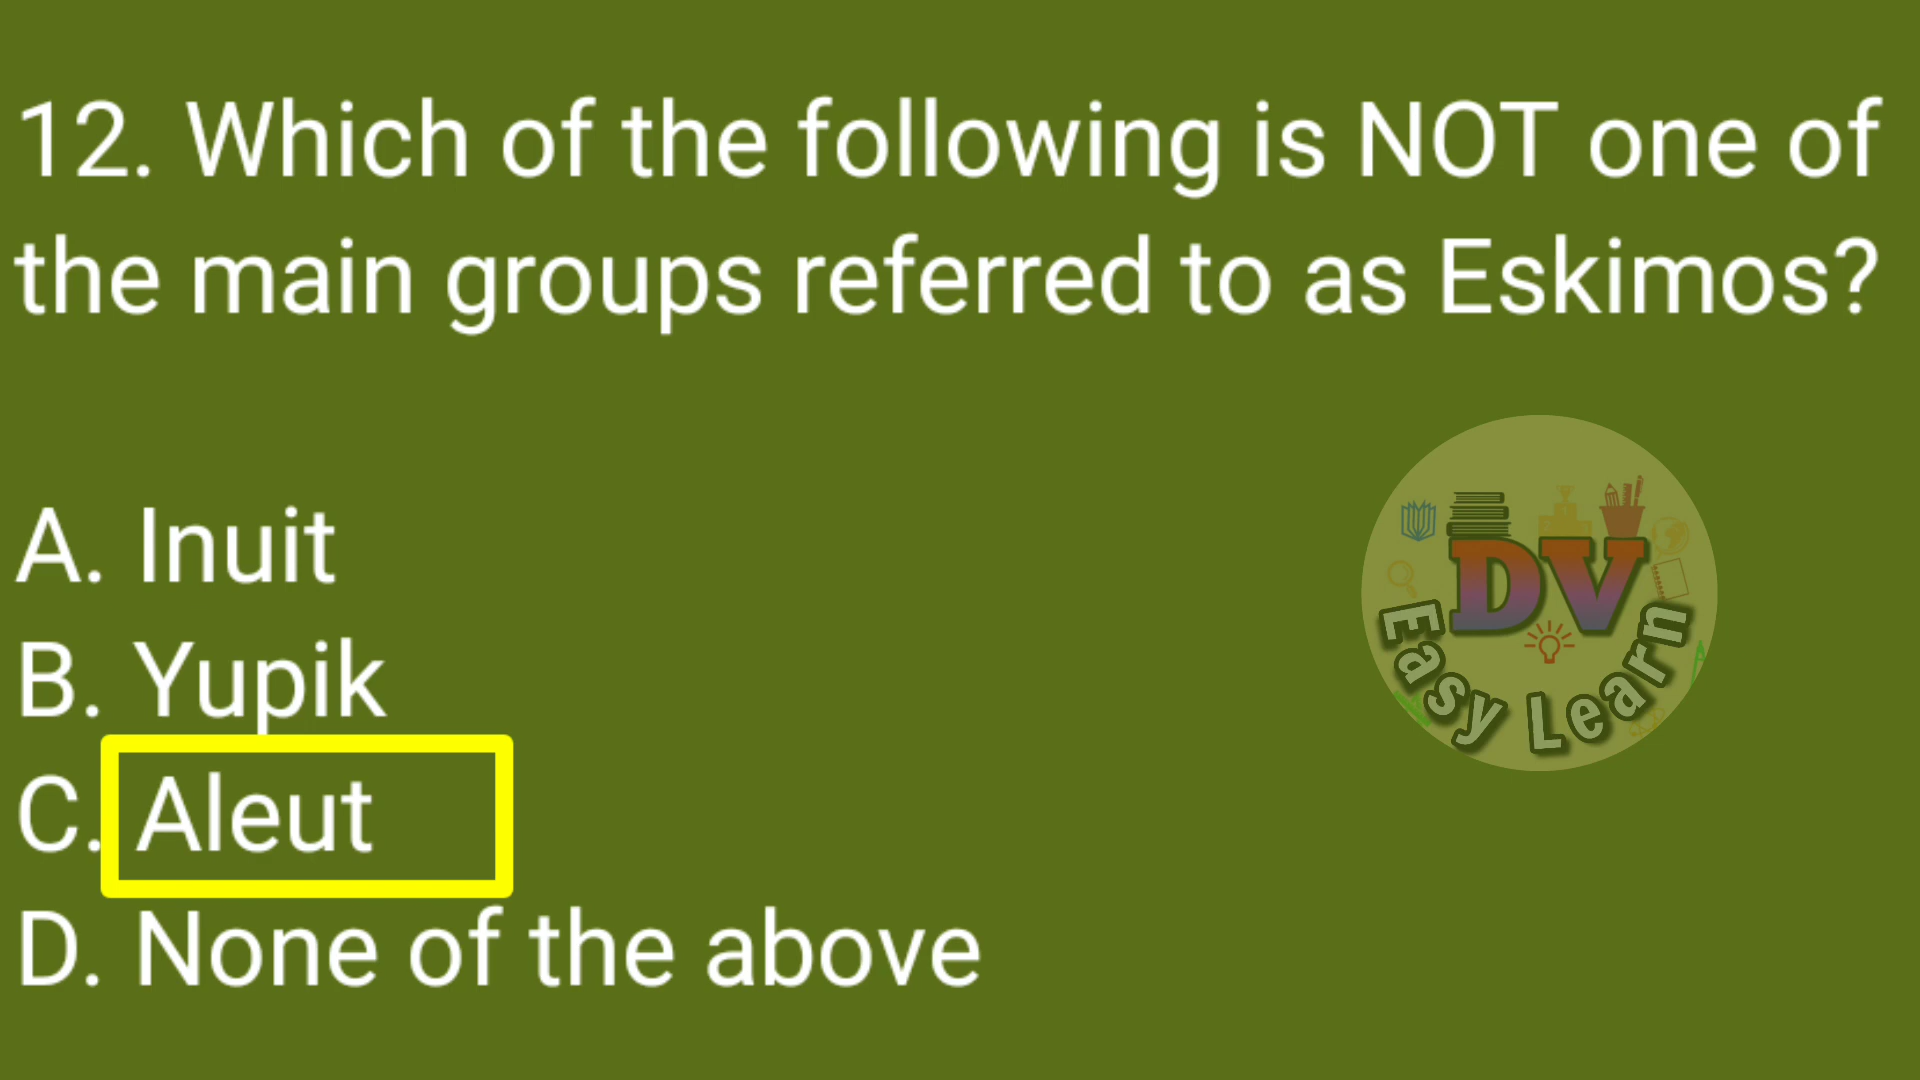 12. Which of the following is NOT one of
the main groups referred to as Eskimos?
A. Inuit
B. Yupik
C. Aleut
D. None of the above
DV
Easy Learn